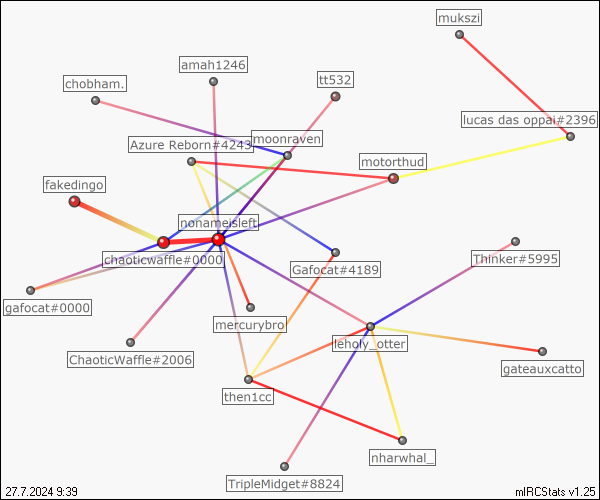 mukszi
amah1246
tt532
chobham.
lucas das oppai#2396
Azure Reborn#4243
moonraven
motorthud
fakedingo
nonameisleft
chaoticwaffle#0000
Thinker#5995
Gafocat#4189
gafocat#0000
mercurybro
leholy_otter
ChaoticWaffle#2006
gateauxcatto
then1cc
nharwhal_
TripleMidget#8824
27.7.2024 9:39
mIRCStats v1.25